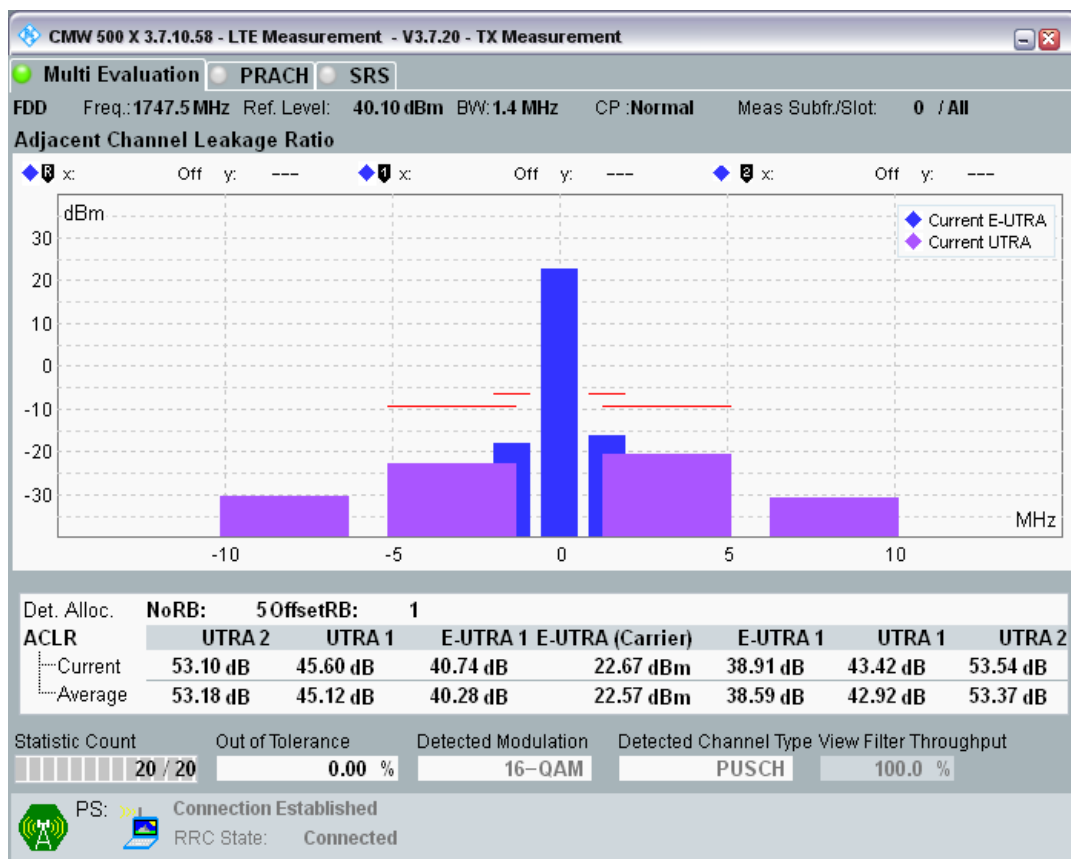 CMW 500 X 3.7.10.58 - LTE Measurement - V3.7.20 - TX Measurement
Multi Evaluation PRACH SRS
FDD Freq.: 1747.5 MHz Ref. Level: 40.10 dBm BW: 1.4 MHz CP : Normal Meas Subfr./Slot: 0 / All
Adjacent Channel Leakage Ratio
R x: Off y: --- 1 x: Off y: --- 2 x: Off y: ---
dBm
Current E-UTRA
Current UTRA
30
20
10
0
-10
-20
-30
MHz
-10 -5 0 5 10
Det. Alloc. NoRB: 5 OffsetRB: 1
ACLR UTRA 2 UTRA 1 E-UTRA 1 E-UTRA (Carrier) E-UTRA 1 UTRA 1 UTRA 2
Current 53.10 dB 45.60 dB 40.74 dB 22.67 dBm 38.91 dB 43.42 dB 53.54 dB
Average 53.18 dB 45.12 dB 40.28 dB 22.57 dBm 38.59 dB 42.92 dB 53.37 dB
Statistic Count Out of Tolerance Detected Modulation Detected Channel Type View Filter Throughput
20 / 20 0.00 % 16-QAM PUSCH 100.0 %
PS: Connection Established
RRC State: Connected